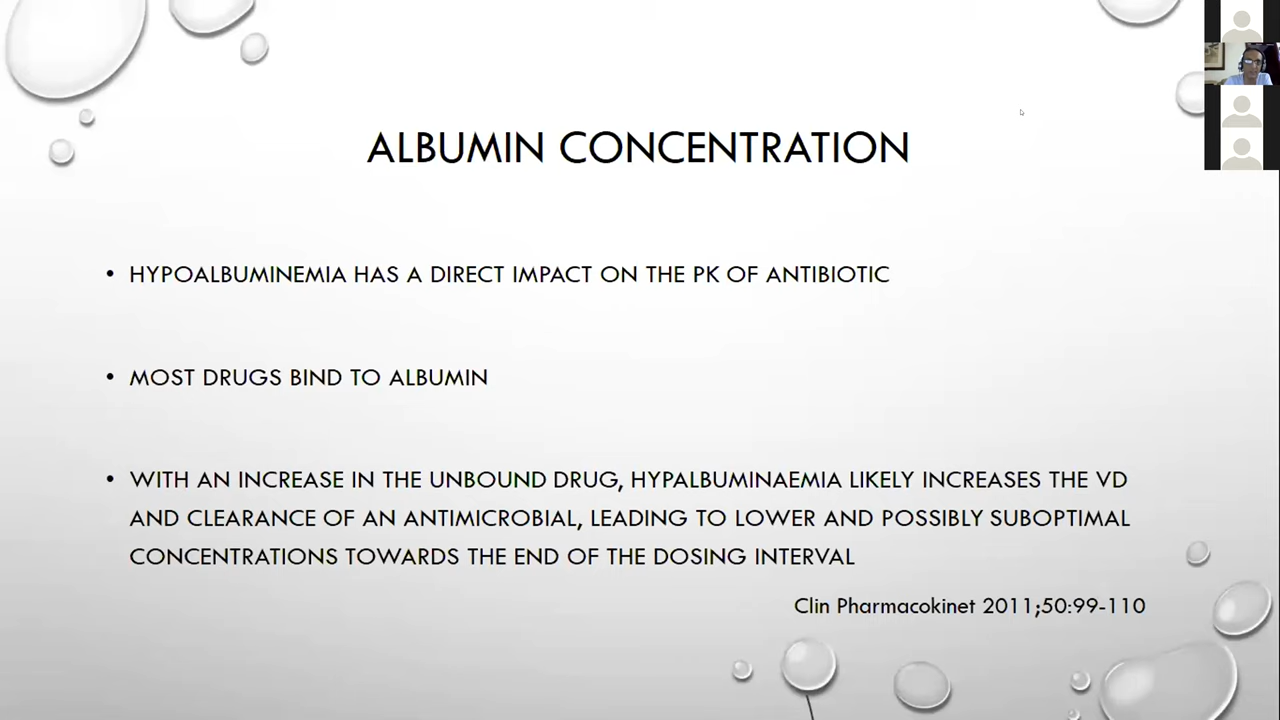 ALBUMIN CONCENTRATION
• HYPOALBUMINEMIA HAS A DIRECT IMPACT ON THE PK OF ANTIBIOTIC
• MOST DRUGS BIND TO ALBUMIN
• WITH AN INCREASE IN THE UNBOUND DRUG, HYPALBUMINAEMIA LIKELY INCREASES THE VD
AND CLEARANCE OF AN ANTIMICROBIAL, LEADING TO LOWER AND POSSIBLY SUBOPTIMAL
CONCENTRATIONS TOWARDS THE END OF THE DOSING INTERVAL
Clin Pharmacokinet 2011;50:99-110